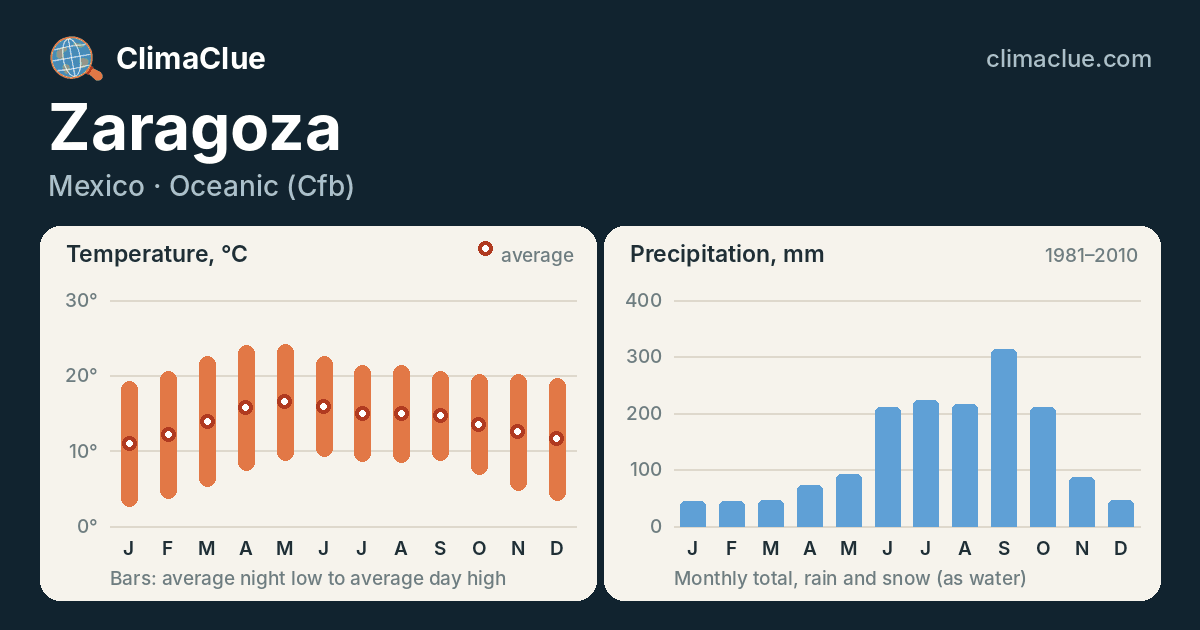 ClimaClue
climaclue.com
Zaragoza
Mexico · Oceanic (Cfb)
Temperature, °C
average
30°
20°
10°
0°
J F M A M J J A S O N D
Bars: average night low to average day high
Precipitation, mm
1981–2010
400
300
200
100
0
J F M A M J J A S O N D
Monthly total, rain and snow (as water)